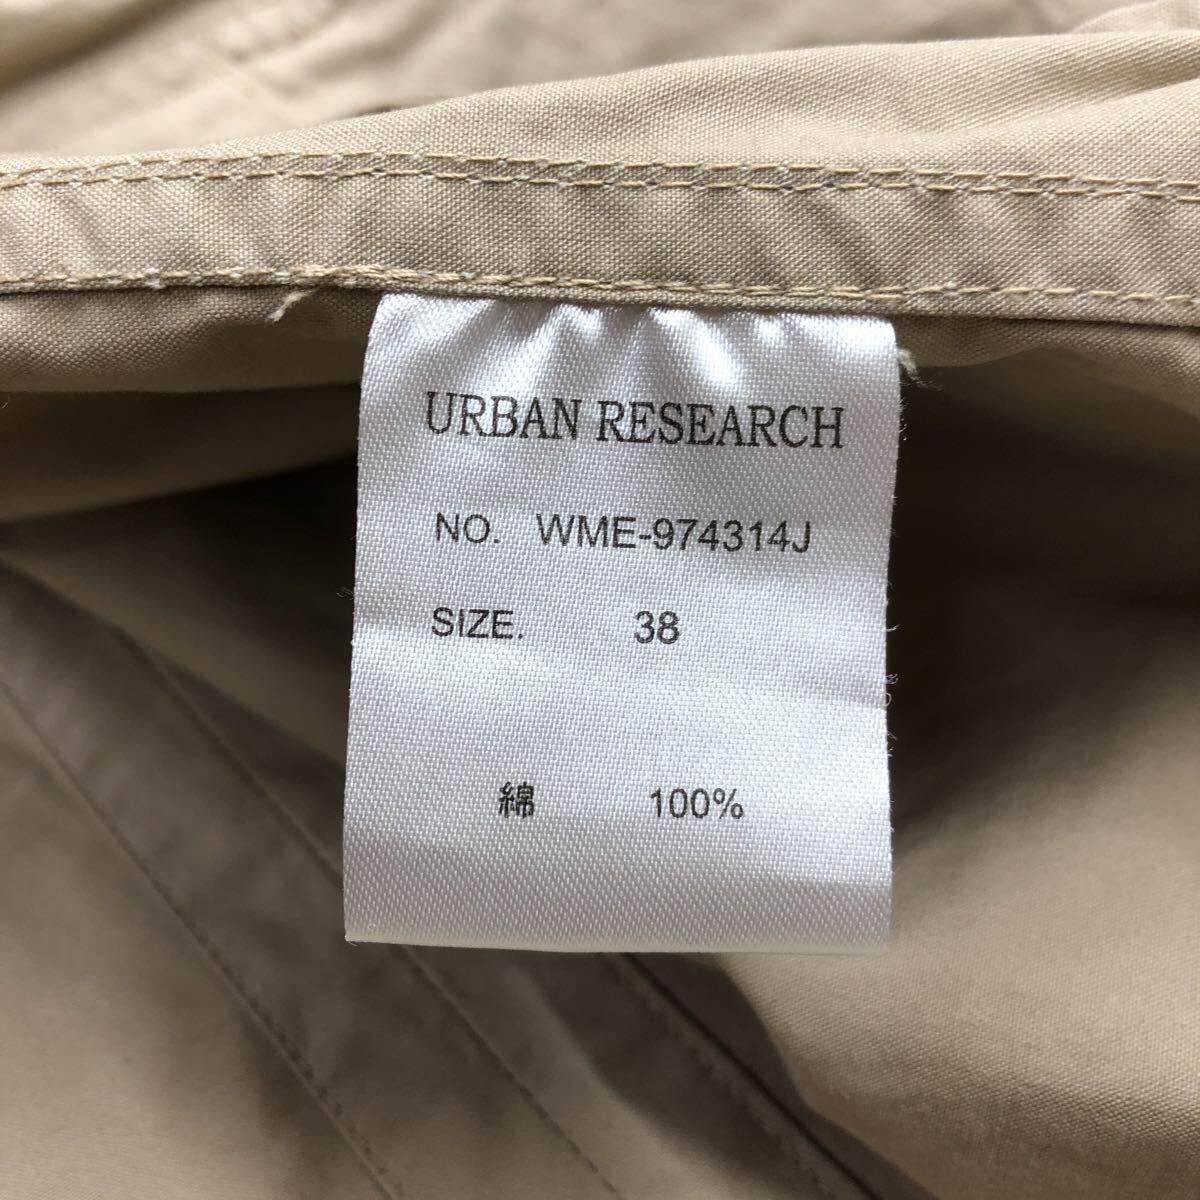 URBAN RESEARCH
NO. WME-974314J
SIZE. 38
綿 100%